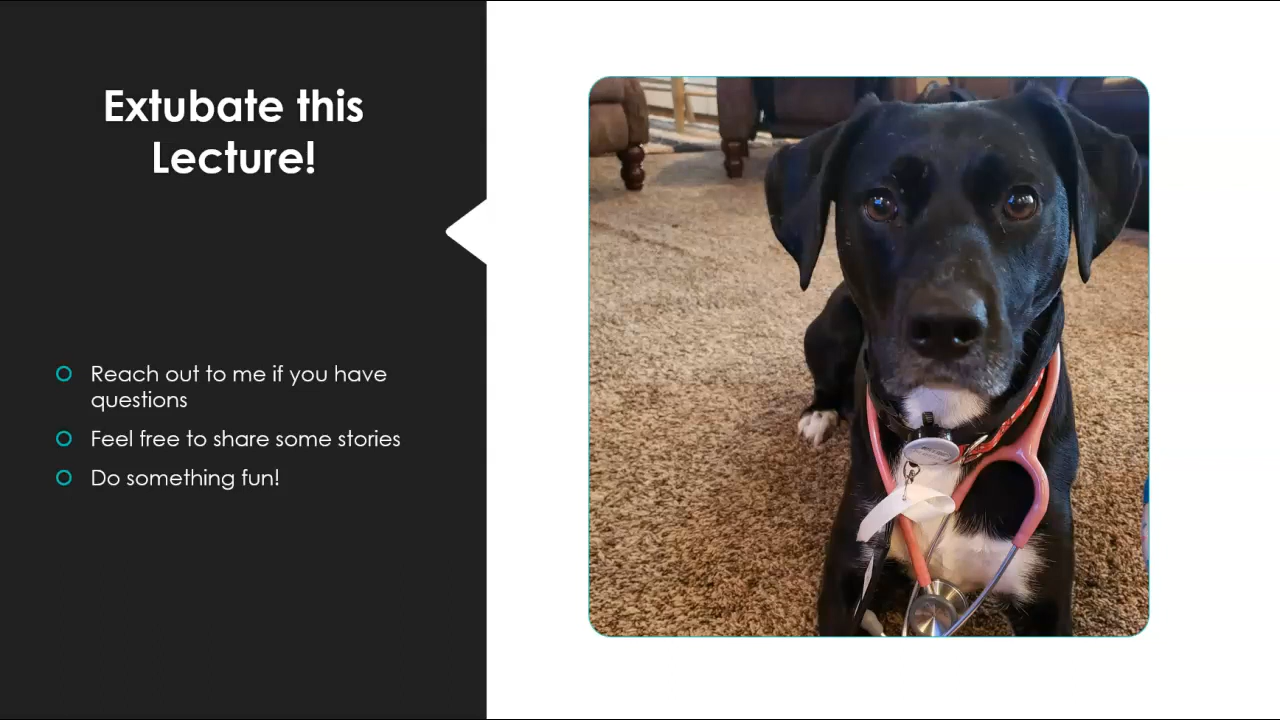 Extubate this
Lecture!
Reach out to me if you have
questions
Feel free to share some stories
Do something fun!